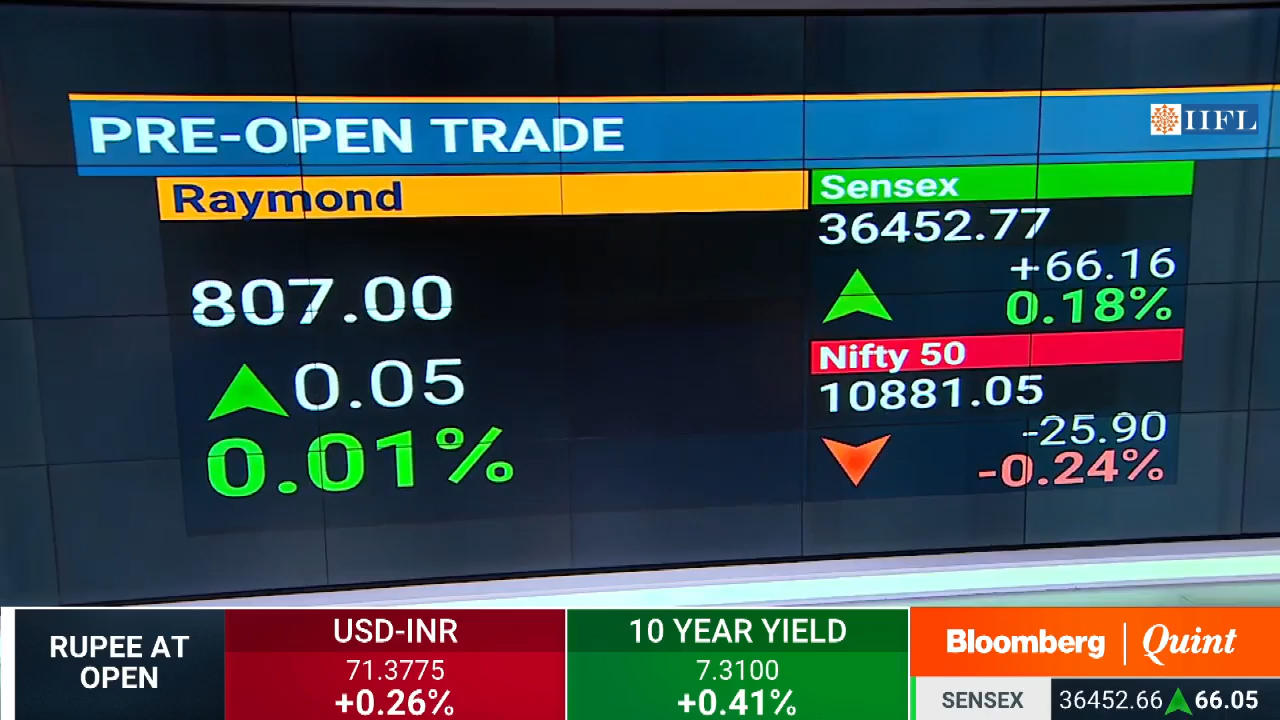 PRE-OPEN TRADE
IIFL
Raymond
807.00
0.05
0.01%
Sensex
36452.77
+66.16
0.18%
Nifty 50
10881.05
-25.90
-0.24%
RUPEE AT
OPEN
USD-INR
71.3775
+0.26%
10 YEAR YIELD
7.3100
+0.41%
Bloomberg | Quint
SENSEX 36452.66 66.05